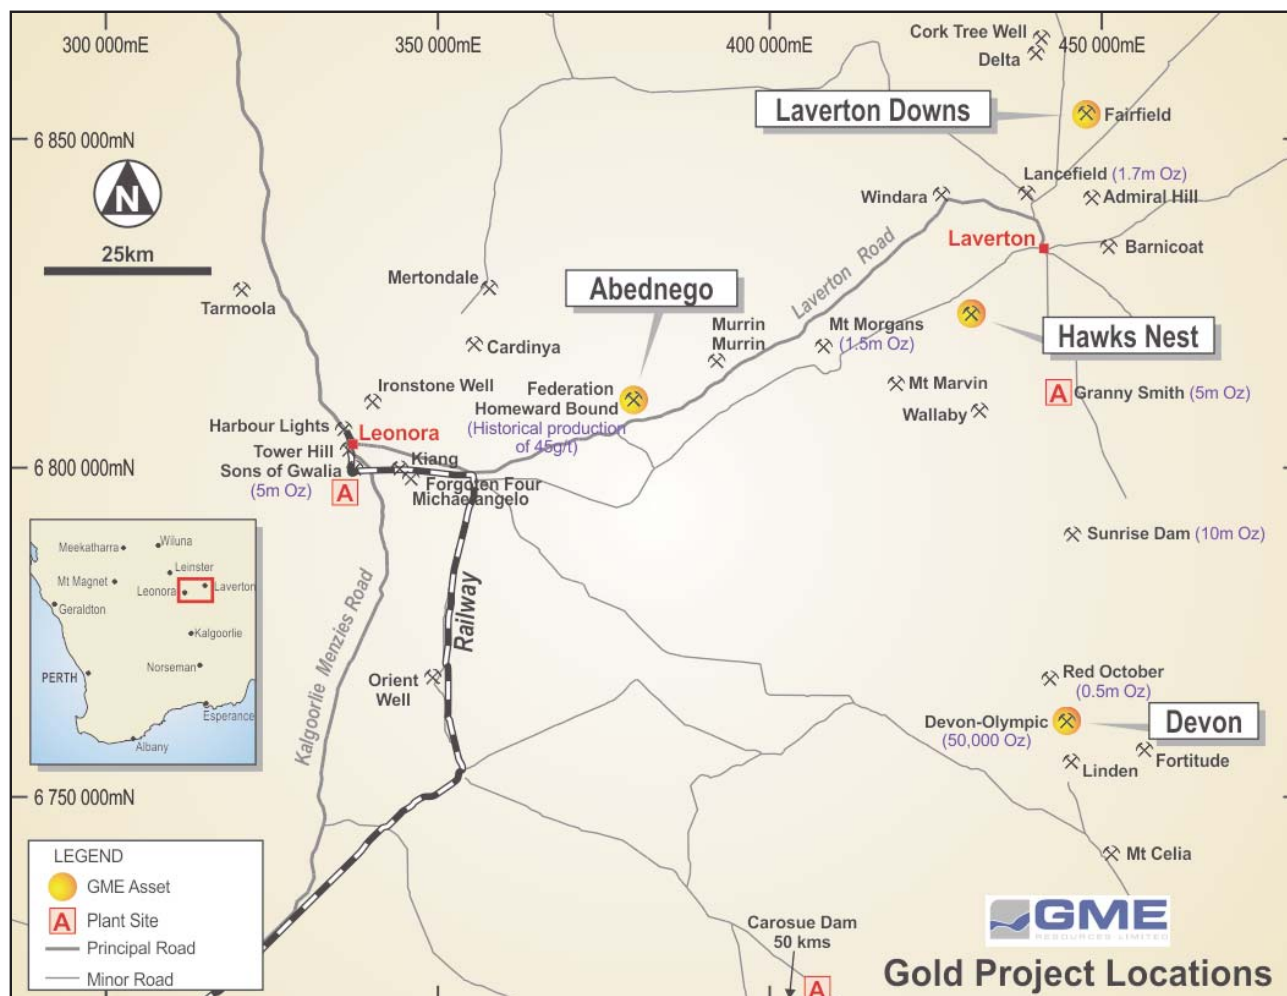 300 000mE
350 000mE
400 000mE
450 000mE
Cork Tree Well
Delta
Laverton Downs
Fairfield
6 850 000mN
N
25km
Lancefield (1.7m Oz)
Windara
Admiral Hill
Laverton
Barnicoat
Laverton Road
Mertondale
Tarmoola
Abednego
Hawks Nest
Murrin
Murrin
Mt Morgans
(1.5m Oz)
Cardinya
Ironstone Well
Federation
Homeward Bound
(Historical production
of 45g/t)
Mt Marvin
Wallaby
A
Granny Smith (5m Oz)
Harbour Lights
Leonora
Tower Hill
Sons of Gwalia
(5m Oz)
A
Kiang
Forgoten Four
Michaelangelo
6 800 000mN
Sunrise Dam (10m Oz)
Meekatharra
Wiluna
Leinster
Mt Magnet
Leonora
Laverton
Geraldton
Kalgoorlie
Norseman
PERTH
Esperance
Albany
Kalgoorlie Menzies Road
Railway
Orient
Well
Red October
(0.5m Oz)
Devon-Olympic
(50,000 Oz)
Devon
Linden
Fortitude
6 750 000mN
Mt Celia
LEGEND
GME Asset
A
Plant Site
Principal Road
Minor Road
Carosue Dam
50 kms
A
GME
RESOURCES LIMITED
Gold Project Locations